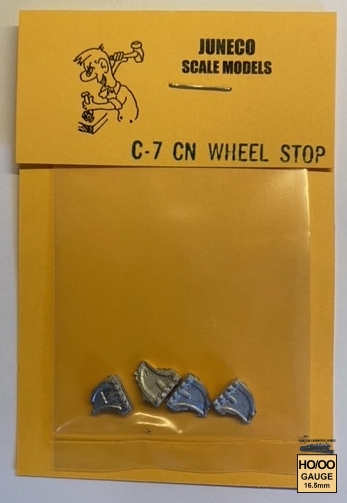 JUNECO
SCALE MODELS
C-7 CN WHEEL STOP
HO/OO
GAUGE
16.5mm